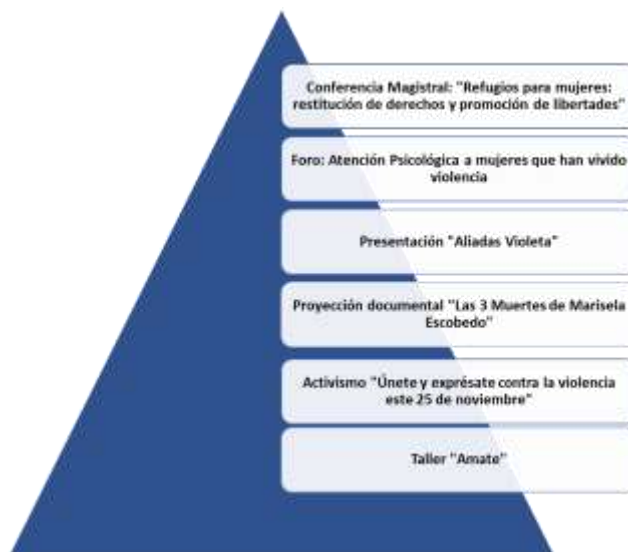 Conferencia Magistral: "Refugios para mujeres:
restitución de derechos y promoción de libertades"
Foro: Atención Psicológica a mujeres que han vivido
violencia
Presentación "Aliadas Violeta"
Proyección documental "Las 3 Muertes de Marisela
Escobedo"
Activismo "Únete y exprésate contra la violencia
este 25 de noviembre"
Taller "Amate"